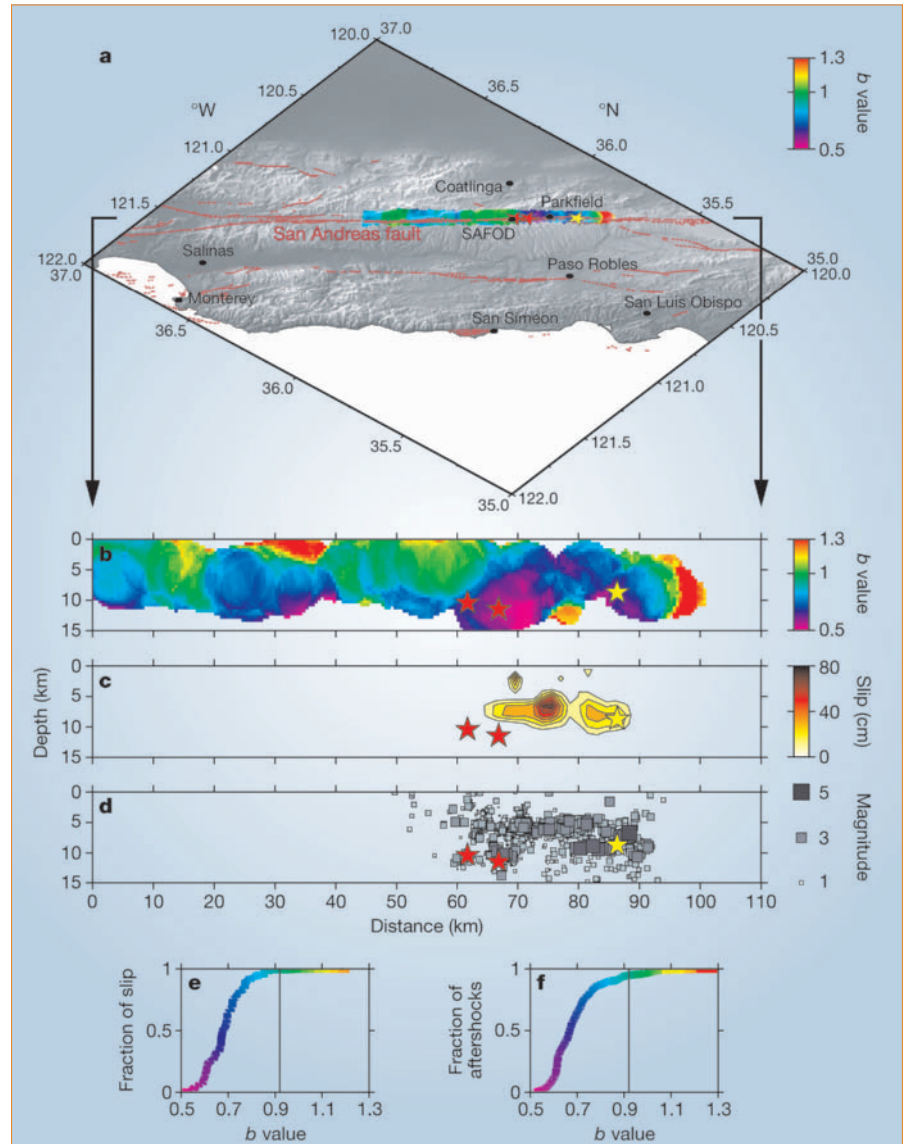 a
120.0
37.0
1.3
1
0.5
b value
36.5
120.5
°W
°N
36.0
121.0
Coatlinga
121.5
Parkfield
35.5
San Andreas fault
SAFOD
Salinas
122.0
37.0
Paso Robles
35.0
120.0
Monterey
San Luis Obispo
36.5
San Simeon
120.5
36.0
121.0
35.5
121.5
35.0
122.0
b
0
5
10
15
1.3
1
0.5
b value
c
0
5
10
15
80
40
0
Slip (cm)
Depth (km)
d
0
5
10
15
5
3
1
Magnitude
0 10 20 30 40 50 60 70 80 90 100 110
Distance (km)
e
1
0.5
0
Fraction of slip
0.5 0.7 0.9 1.1 1.3
b value
f
1
0.5
0
Fraction of
aftershocks
0.5 0.7 0.9 1.1 1.3
b value